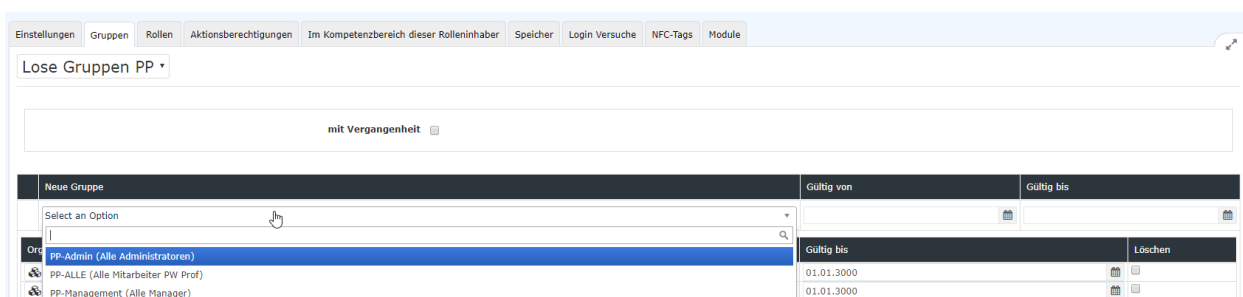 Einstellungen Gruppen Rollen Aktionsberechtigungen Im Kompetenzbereich dieser Rolleninhaber Speicher Login Versuche NFC-Tags Module
Lose Gruppen PP
mit Vergangenheit
Neue Gruppe Gültig von Gültig bis
Select an Option
Gültig bis Löschen
PP-Admin (Alle Administratoren)
PP-ALLE (Alle Mitarbeiter PW Prof) 01.01.3000
PP-Management (Alle Manager) 01.01.3000